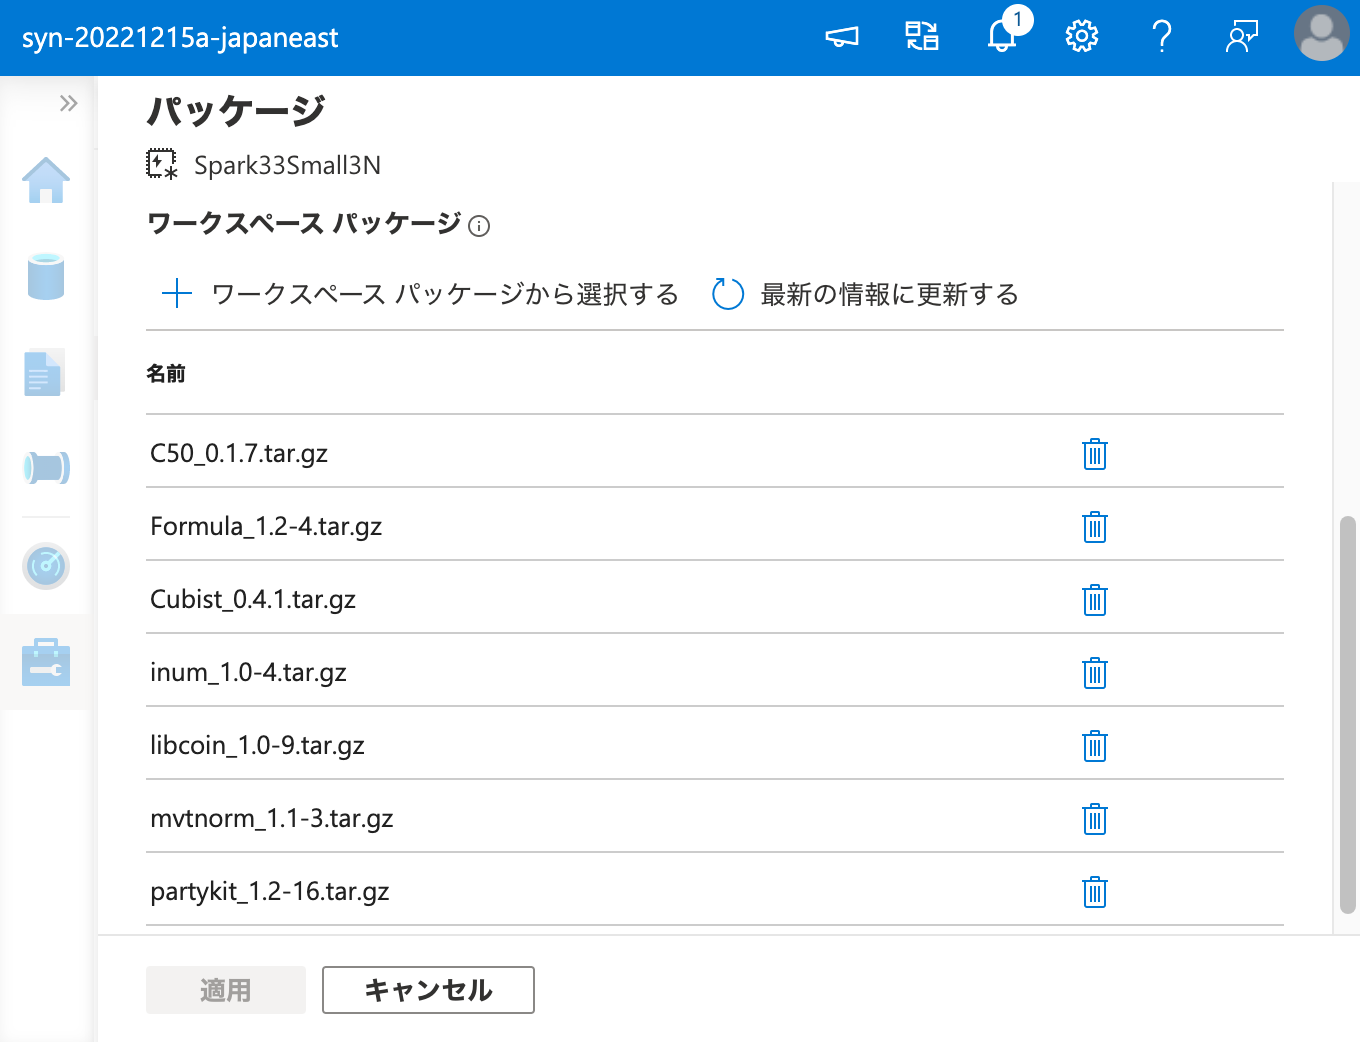 syn-20221215a-japaneast
1
パッケージ
Spark33Small3N
ワークスペース パッケージ
ワークスペース パッケージから選択する
最新の情報に更新する
名前
C50_0.1.7.tar.gz
Formula_1.2-4.tar.gz
Cubist_0.4.1.tar.gz
inum_1.0-4.tar.gz
libcoin_1.0-9.tar.gz
mvtnorm_1.1-3.tar.gz
partykit_1.2-16.tar.gz
適用
キャンセル